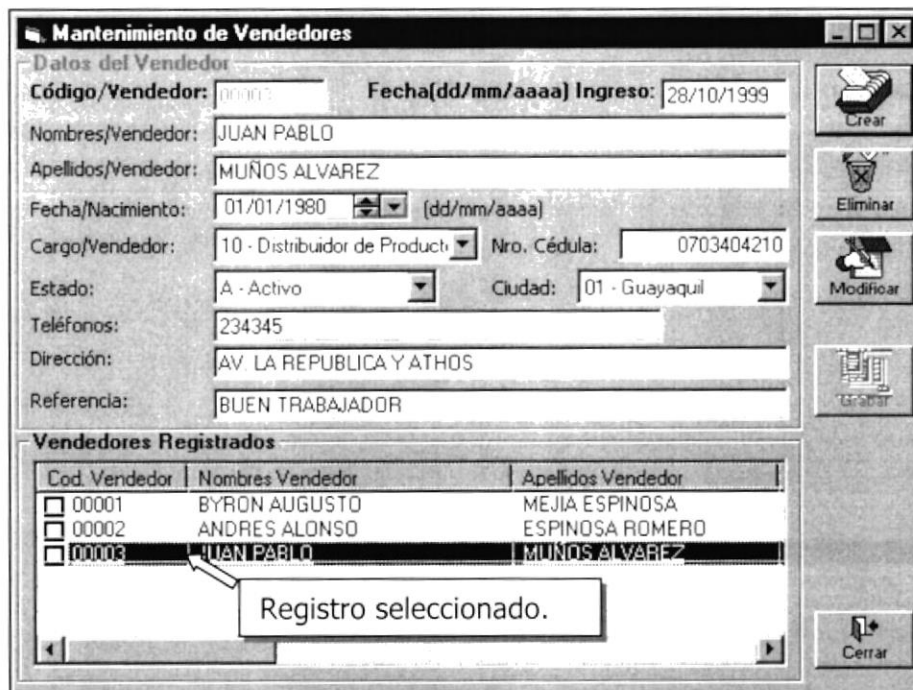 Mantenimiento de Vendedores
Datos del Vendedor
Código/Vendedor: 00003 Fecha(dd/mm/aaaa) Ingreso: 28/10/1999
Crear
Nombres/Vendedor: JUAN PABLO
Apellidos/Vendedor: MUÑOS ALVAREZ
Eliminar
Fecha/Nacimiento: 01/01/1980 (dd/mm/aaaa)
Cargo/Vendedor: 10 - Distribuidor de Product Nro. Cédula: 0703404210
Modificar
Estado: A - Activo Ciudad: 01 - Guayaquil
Teléfonos: 234345
Dirección: AV. LA REPUBLICA Y ATHOS
Grabar
Referencia: BUEN TRABAJADOR
Vendedores Registrados
Cod. Vendedor Nombres Vendedor Apellidos Vendedor
00001 BYRON AUGUSTO MEJIA ESPINOSA
00002 ANDRES ALONSO ESPINOSA ROMERO
00003 JUAN PABLO MUÑOS ALVAREZ
Registro seleccionado.
Cerrar